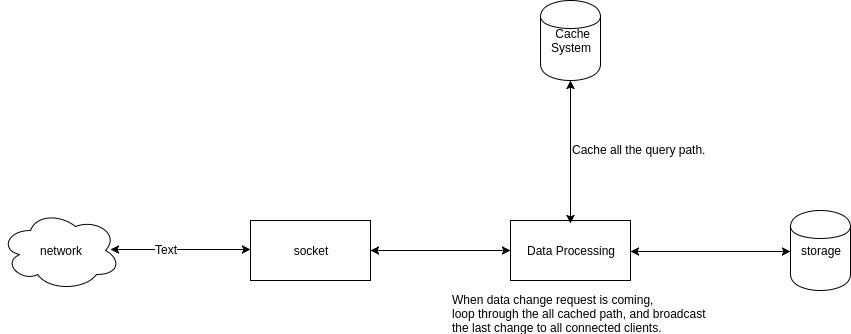 Cache
System
Cache all the query path.
network
Text
socket
Data Processing
storage
When data change request is coming,
loop through the all cached path, and broadcast
the last change to all connected clients.